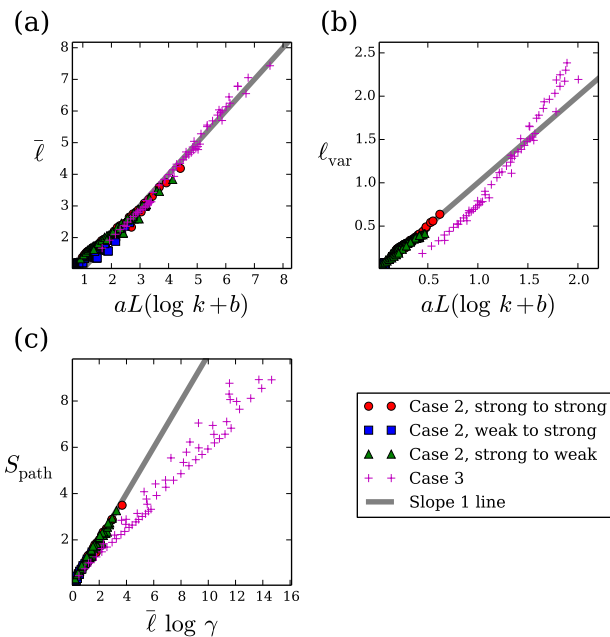 (a)
8
7
6
5
4
3
2
1 2 3 4 5 6 7 8
ℓ̄
aL(log k+b)
(b)
2.5
2.0
1.5
1.0
0.5
0.5 1.0 1.5 2.0
ℓvar
aL(log k+b)
(c)
8
6
4
2
0 2 4 6 8 10 12 14 16
Spath
ℓ̄ log γ
Case 2, strong to strong
Case 2, weak to strong
Case 2, strong to weak
Case 3
Slope 1 line